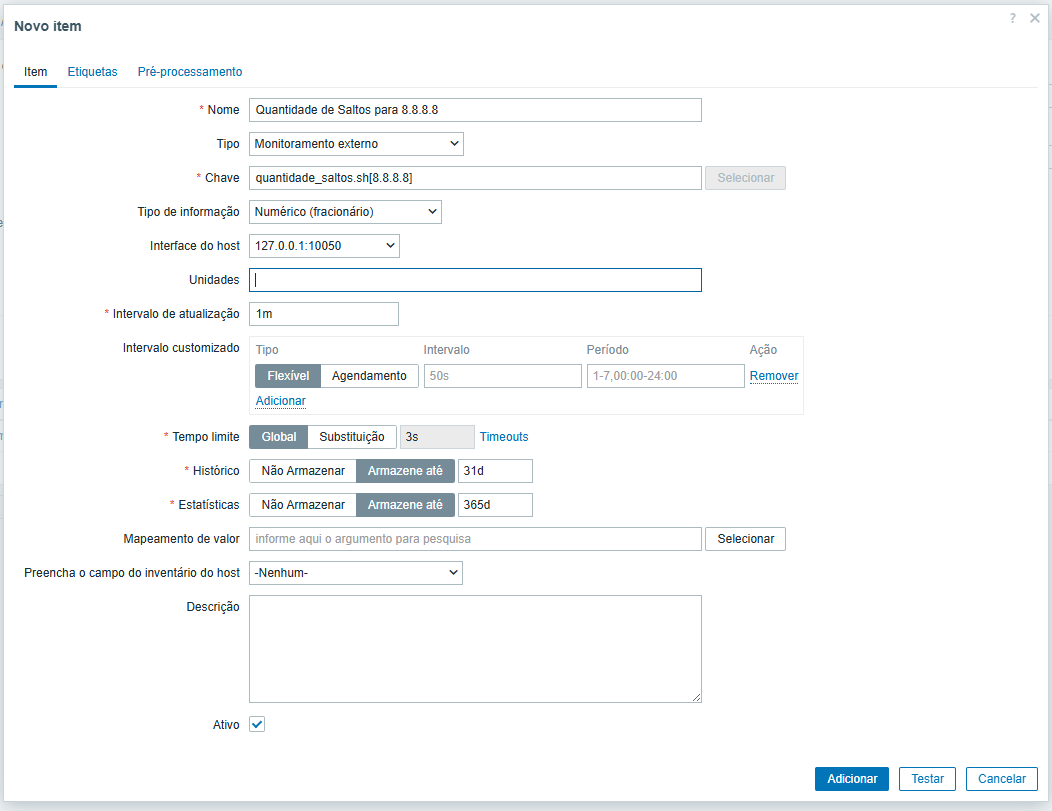 Novo item
? ×
Item Etiquetas Pré-processamento
* Nome Quantidade de Saltos para 8.8.8.8
Tipo Monitoramento externo
* Chave quantidade_saltos.sh[8.8.8.8] Selecionar
Tipo de informação Numérico (fracionário)
Interface do host 127.0.0.1:10050
Unidades
* Intervalo de atualização 1m
Intervalo customizado Tipo Intervalo Período Ação
Flexível Agendamento 50s 1-7,00:00-24:00 Remover
Adicionar
* Tempo limite Global Substituição 3s Timeouts
* Histórico Não Armazenar Armazene até 31d
* Estatísticas Não Armazenar Armazene até 365d
Mapeamento de valor informe aqui o argumento para pesquisa Selecionar
Preencha o campo do inventário do host -Nenhum-
Descrição
Ativo
Adicionar Testar Cancelar